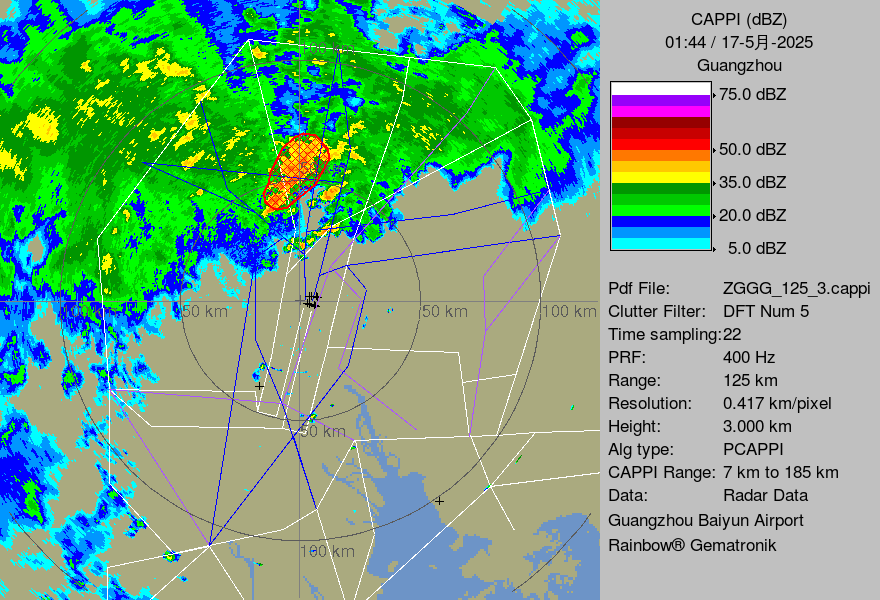 CAPPI (dBZ)
01:44 / 17-5月-2025
Guangzhou
75.0 dBZ
50.0 dBZ
35.0 dBZ
20.0 dBZ
5.0 dBZ
Pdf File: ZGGG_125_3.cappi
Clutter Filter: DFT Num 5
Time sampling:22
PRF: 400 Hz
Range: 125 km
Resolution: 0.417 km/pixel
Height: 3.000 km
Alg type: PCAPPI
CAPPI Range: 7 km to 185 km
Data: Radar Data
Guangzhou Baiyun Airport
Rainbow® Gematronik
50 km
50 km
100 km
50 km
100 km